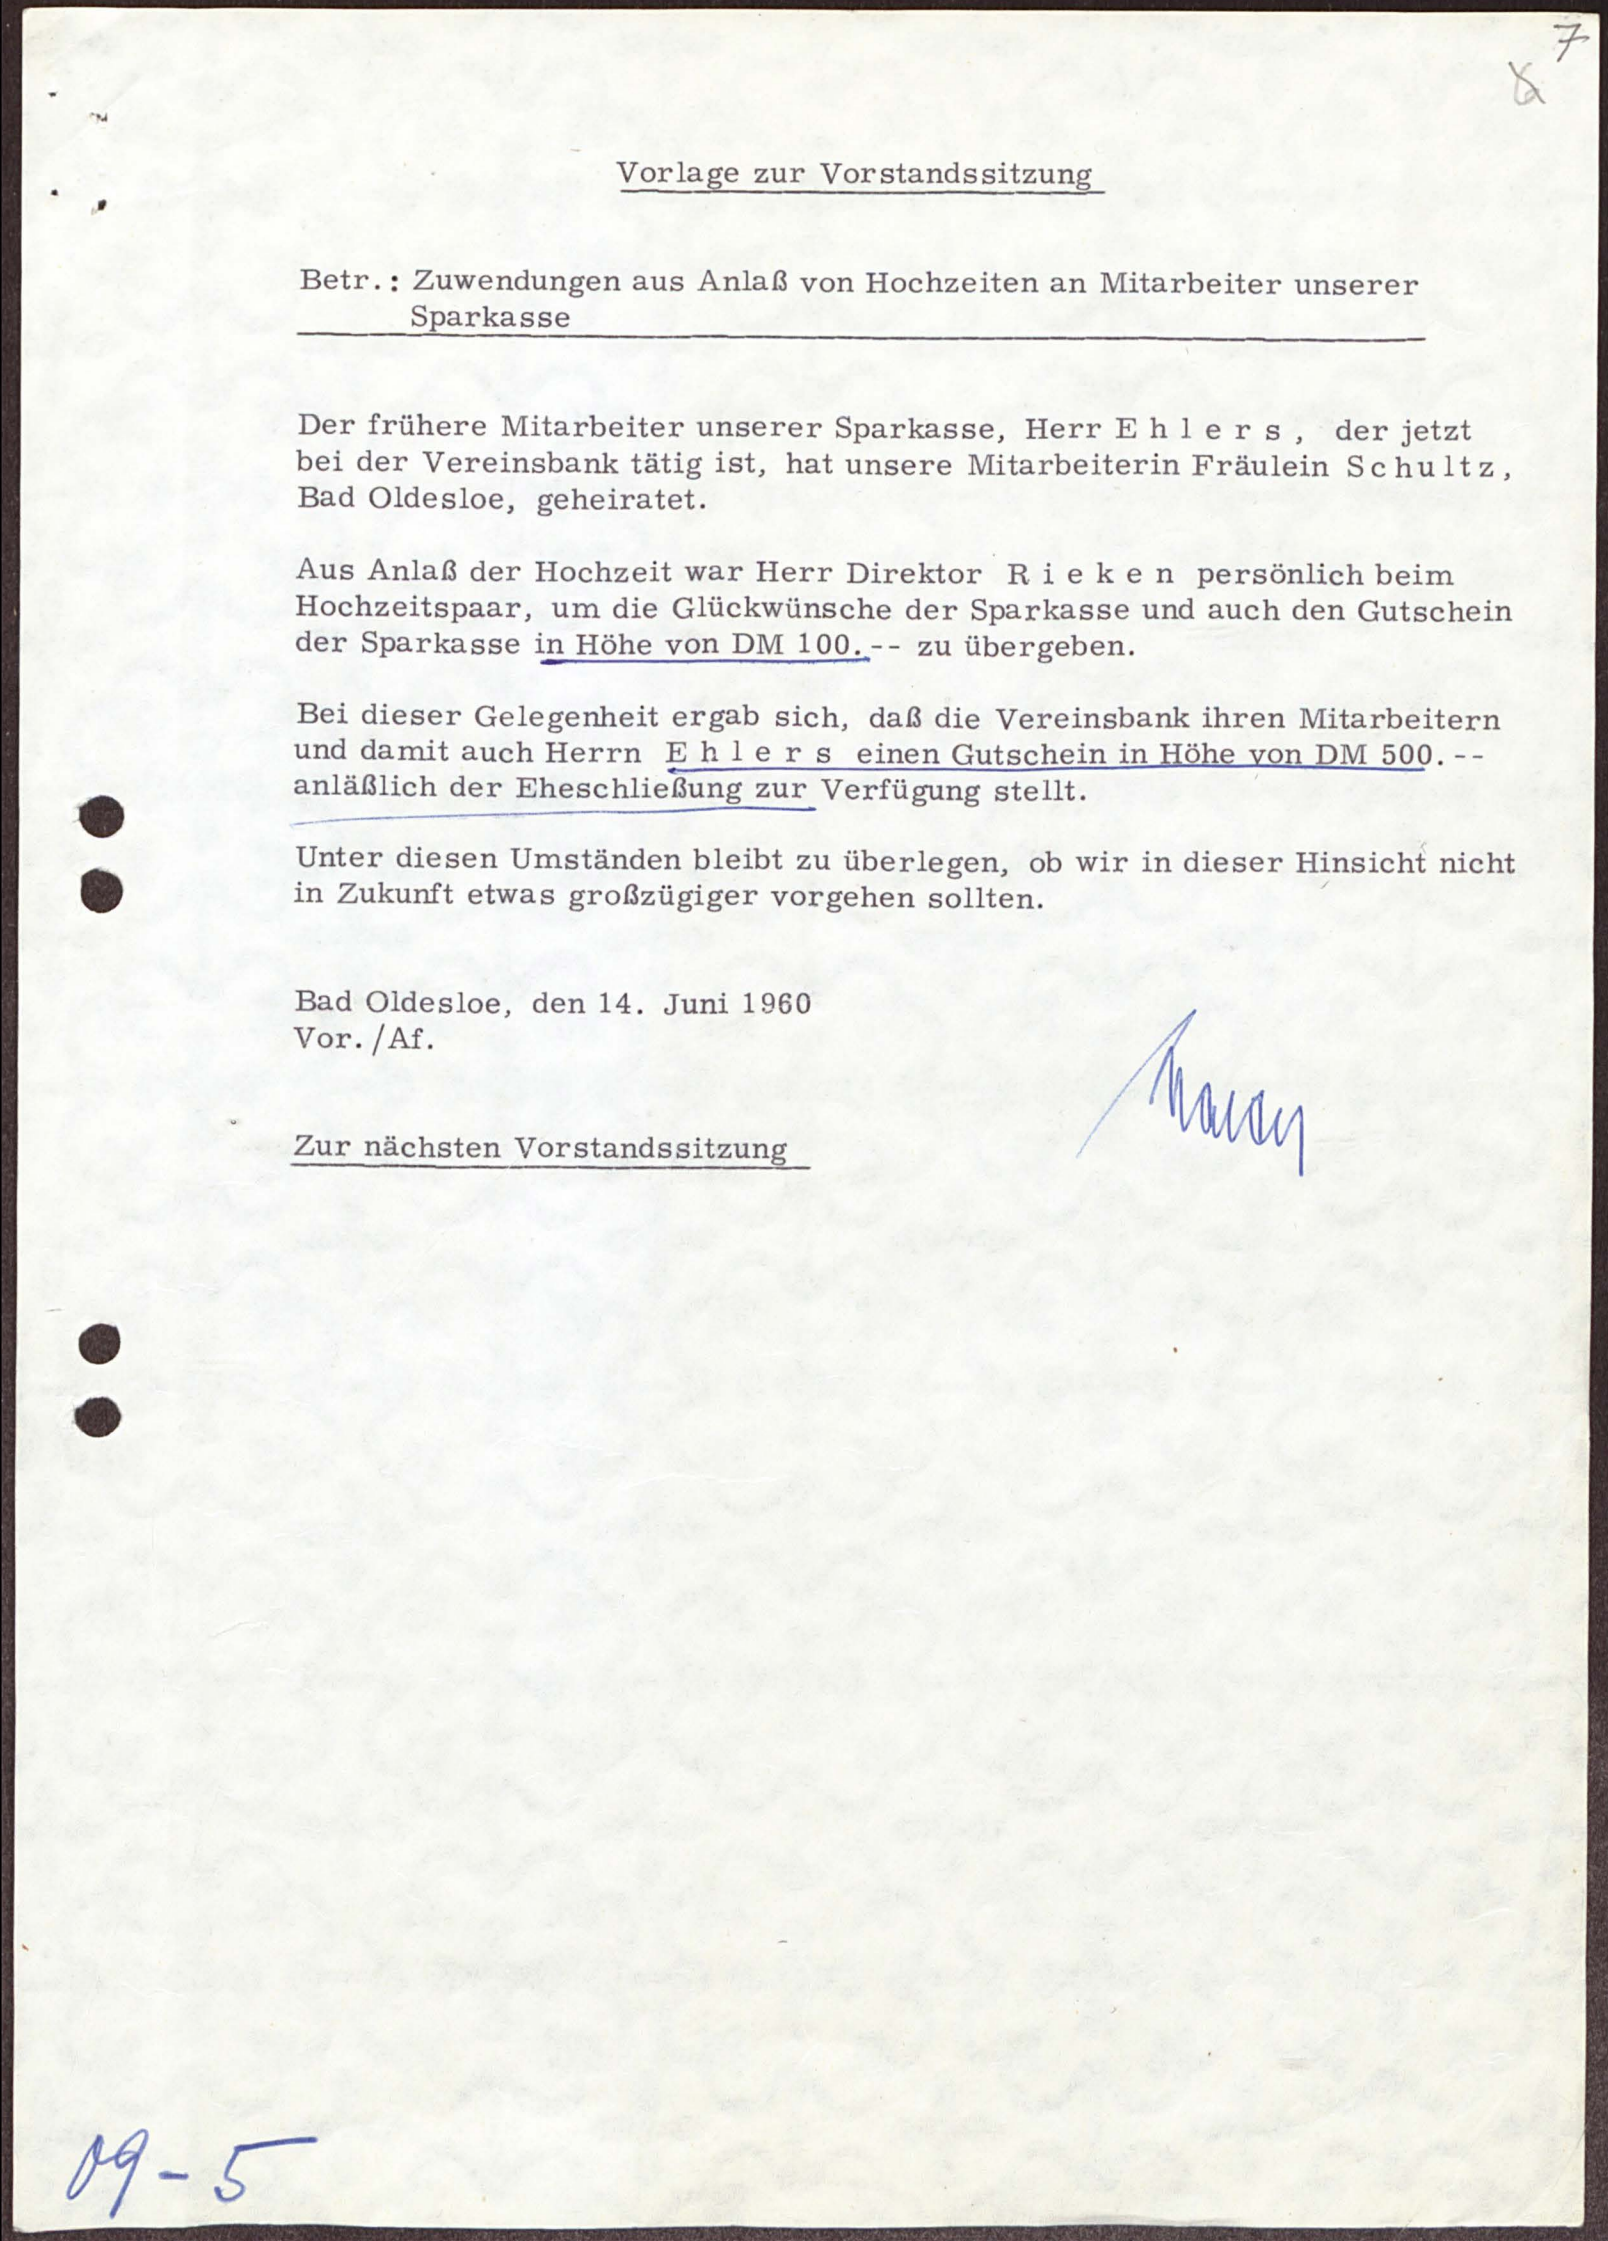 7
Vorlage zur Vorstandssitzung
Betr.: Zuwendungen aus Anlaß von Hochzeiten an Mitarbeiter unserer
Sparkasse
Der frühere Mitarbeiter unserer Sparkasse, Herr E h l e r s , der jetzt
bei der Vereinsbank tätig ist, hat unsere Mitarbeiterin Fräulein S c h u l t z ,
Bad Oldesloe, geheiratet.
Aus Anlaß der Hochzeit war Herr Direktor R i e k e n persönlich beim
Hochzeitspaar, um die Glückwünsche der Sparkasse und auch den Gutschein
der Sparkasse in Höhe von DM 100.-- zu übergeben.
Bei dieser Gelegenheit ergab sich, daß die Vereinsbank ihren Mitarbeitern
und damit auch Herrn E h l e r s einen Gutschein in Höhe von DM 500.--
anläßlich der Eheschließung zur Verfügung stellt.
Unter diesen Umständen bleibt zu überlegen, ob wir in dieser Hinsicht nicht
in Zukunft etwas großzügiger vorgehen sollten.
Bad Oldesloe, den 14. Juni 1960
Vor./Af.
Zur nächsten Vorstandssitzung
09-5